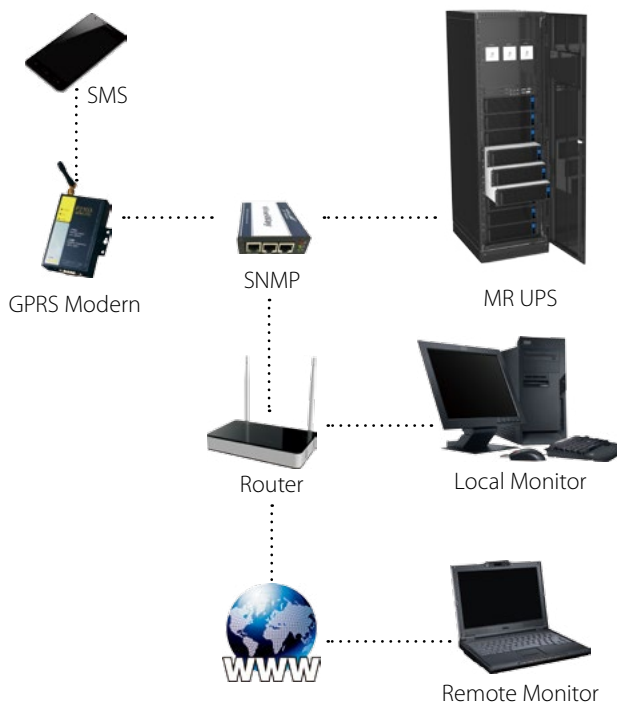 SMS
GPRS Modern
SNMP
MR UPS
Router
Local Monitor
WWW
Remote Monitor